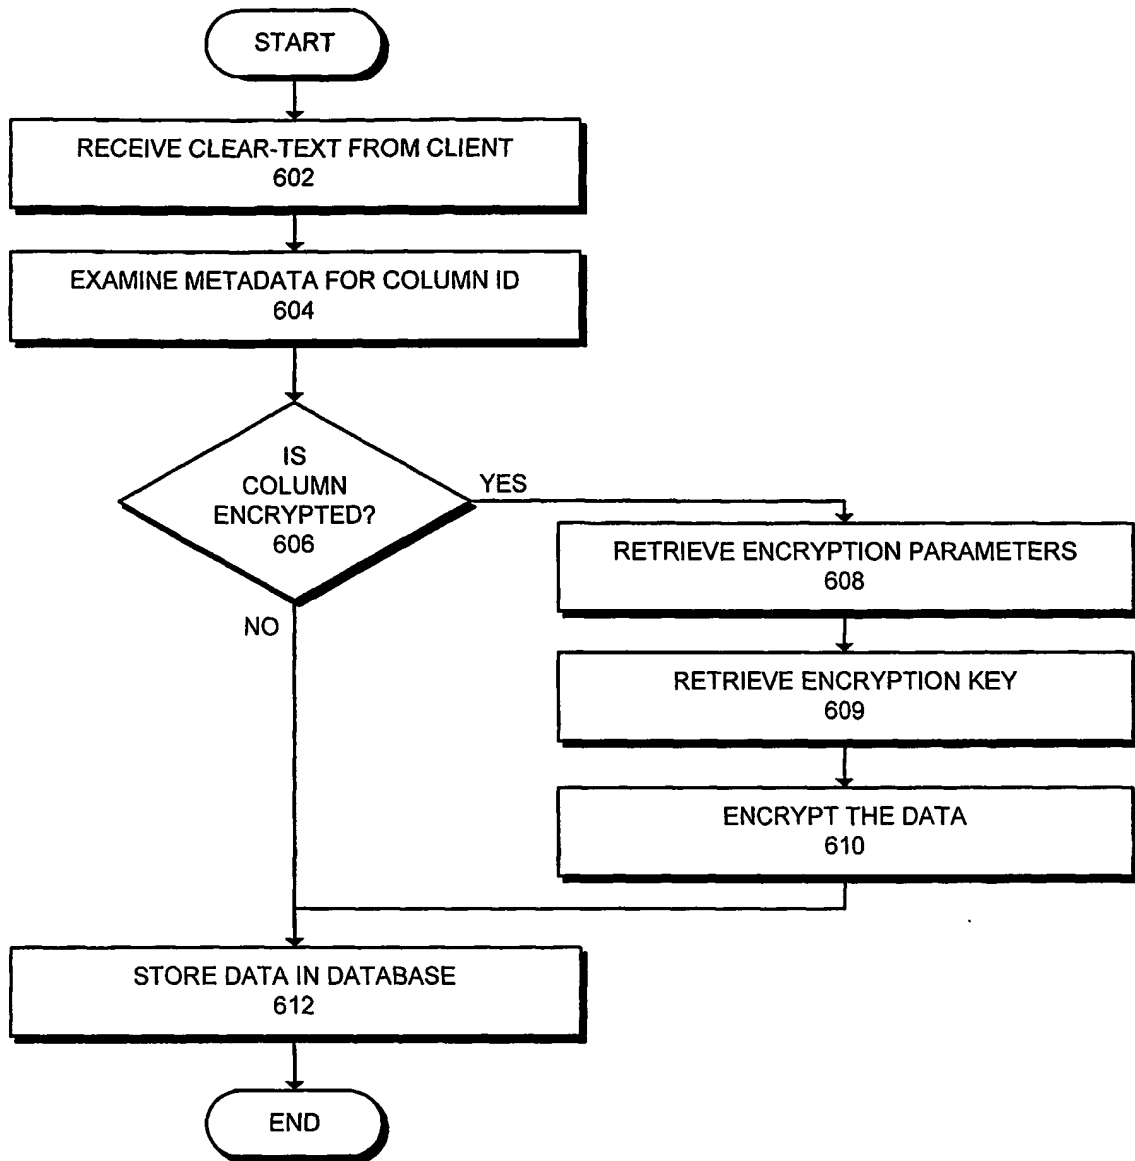 START
RECEIVE CLEAR-TEXT FROM CLIENT
602
EXAMINE METADATA FOR COLUMN ID
604
IS
COLUMN
ENCRYPTED?
606
YES
NO
RETRIEVE ENCRYPTION PARAMETERS
608
RETRIEVE ENCRYPTION KEY
609
ENCRYPT THE DATA
610
STORE DATA IN DATABASE
612
END